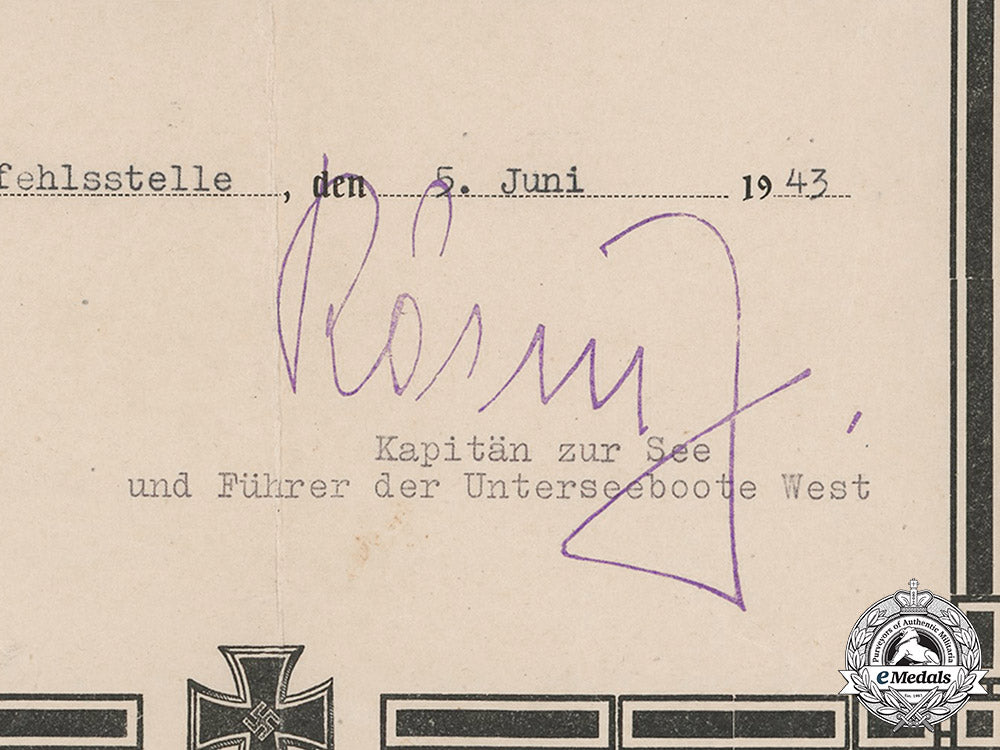 fehlsstelle, den 5. Juni 1943
Rösing
Kapitän zur See
und Führer der Unterseeboote West
Purveyors of Authentic Militaria
eMedals